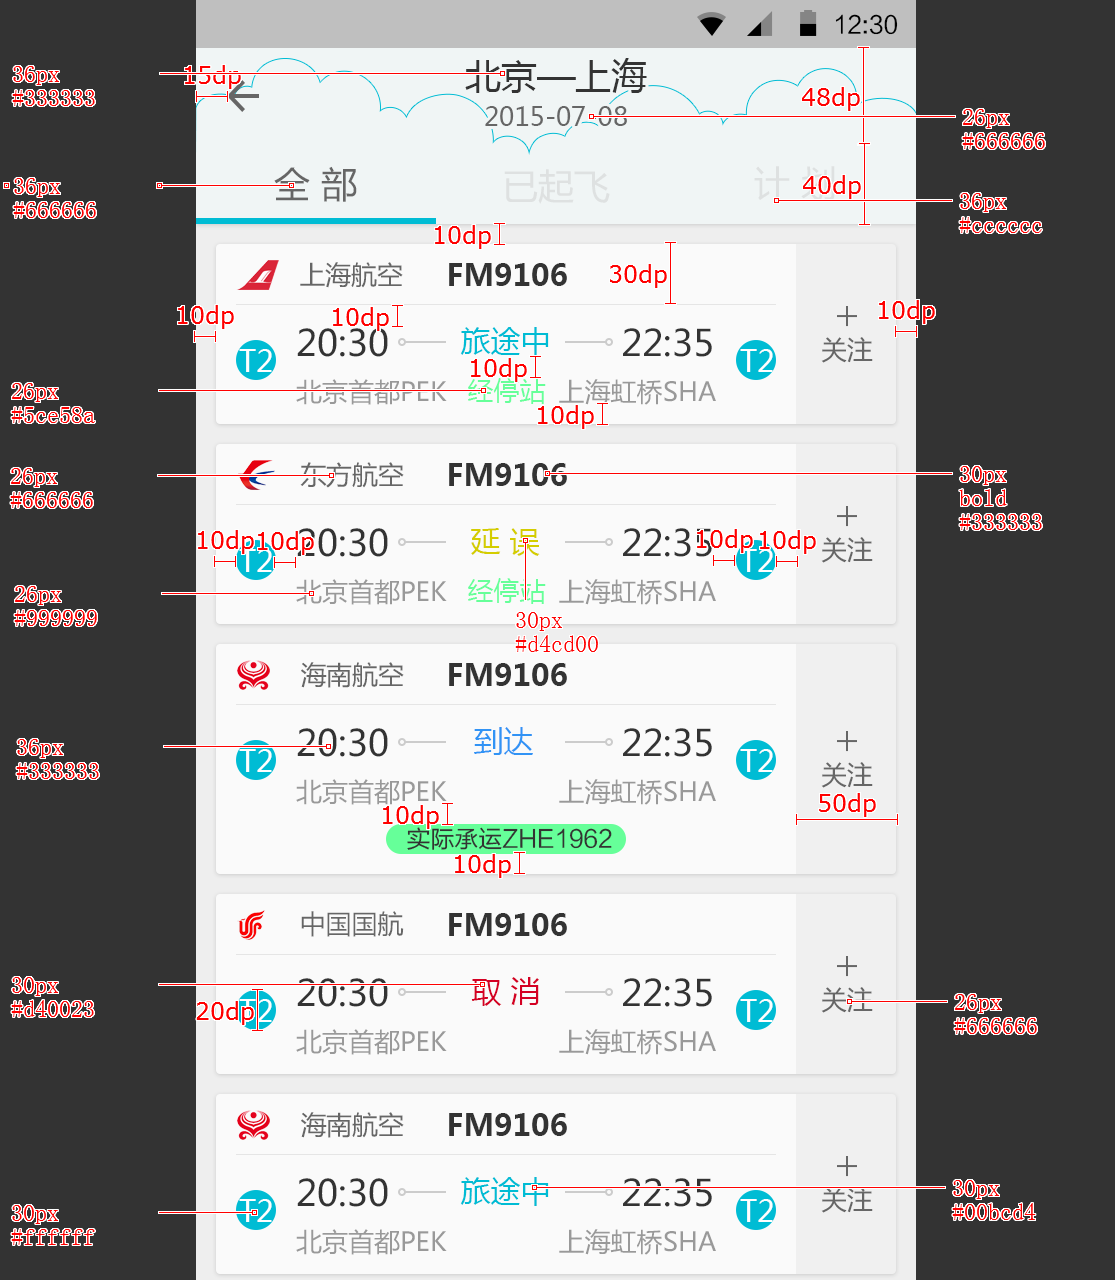 12:30
36px
#333333
15dp
北京—上海
2015-07-08
48dp
26px
#666666
36px
#666666
全 部
已起飞
计 划
40dp
36px
#cccccc
10dp
上海航空
FM9106
30dp
10dp
10dp
10dp
20:30
旅途中
22:35
T2
T2
关注
10dp
26px
#5ce58a
北京首都PEK
经停站
上海虹桥SHA
10dp
26px
#666666
东方航空
FM9106
30px
bold
#333333
10dp
10dp
T2
20:30
延 误
22:35
10dp
10dp
T2
关注
26px
#999999
北京首都PEK
经停站
上海虹桥SHA
30px
#d4cd00
海南航空
FM9106
36px
#333333
20:30
到达
22:35
T2
T2
关注
北京首都PEK
上海虹桥SHA
50dp
10dp
实际承运ZHE1962
10dp
中国国航
FM9106
30px
#d40023
20:30
取 消
22:35
20dp
T2
T2
关注
26px
#666666
北京首都PEK
上海虹桥SHA
海南航空
FM9106
20:30
旅途中
22:35
30px
#00bcd4
30px
#ffffff
T2
T2
关注
北京首都PEK
上海虹桥SHA